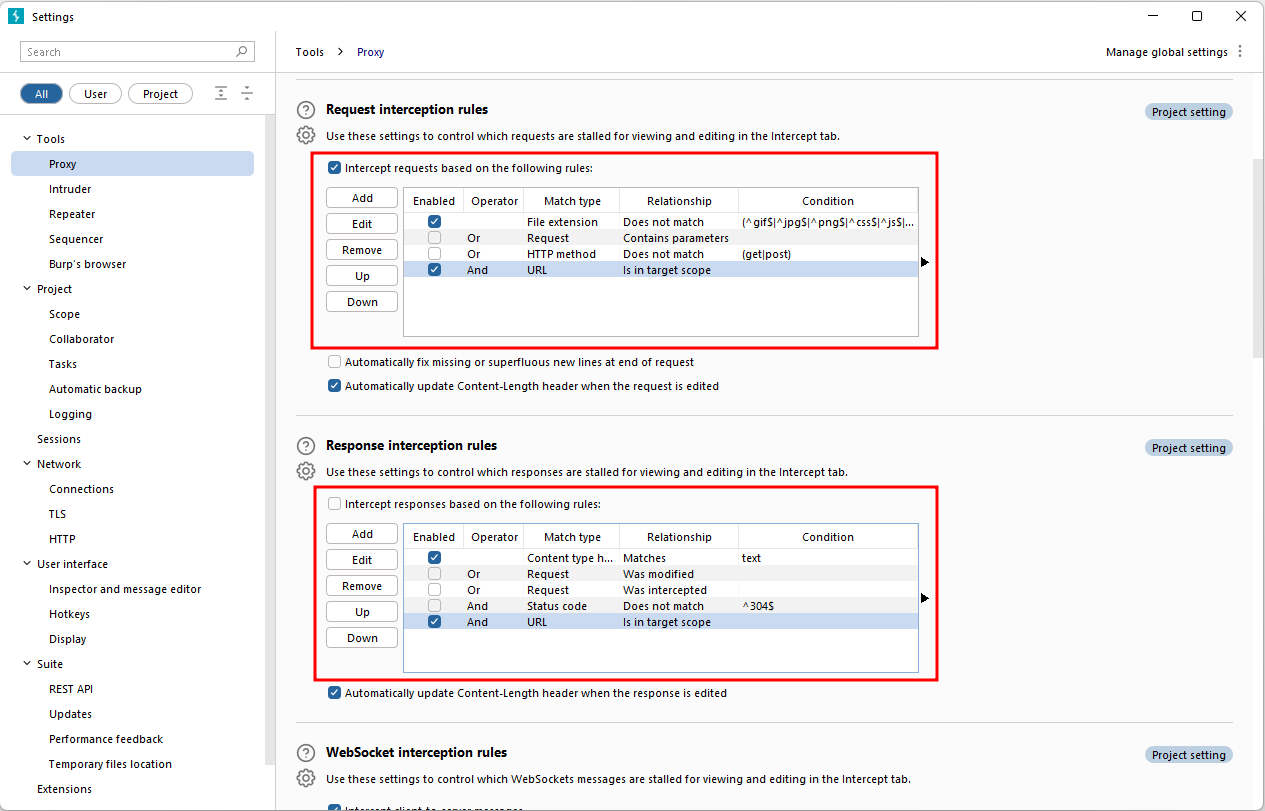 Settings
Search
Tools > Proxy
Manage global settings
All
User
Project
Tools
Proxy
Intruder
Repeater
Sequencer
Burp's browser
Project
Scope
Collaborator
Tasks
Automatic backup
Logging
Sessions
Network
Connections
TLS
HTTP
User interface
Inspector and message editor
Hotkeys
Display
Suite
REST API
Updates
Performance feedback
Temporary files location
Extensions
Request interception rules
Project setting
Use these settings to control which requests are stalled for viewing and editing in the Intercept tab.
Intercept requests based on the following rules:
Add
Edit
Remove
Up
Down
Enabled Operator Match type Relationship Condition
File extension Does not match (^gif$|^jpg$|^png$|^css$|^js$|...
Or Request Contains parameters
Or HTTP method Does not match (get|post)
And URL Is in target scope
Automatically fix missing or superfluous new lines at end of request
Automatically update Content-Length header when the request is edited
Response interception rules
Project setting
Use these settings to control which responses are stalled for viewing and editing in the Intercept tab.
Intercept responses based on the following rules:
Add
Edit
Remove
Up
Down
Enabled Operator Match type Relationship Condition
Content type h... Matches text
Or Request Was modified
Or Request Was intercepted
And Status code Does not match ^304$
And URL Is in target scope
Automatically update Content-Length header when the response is edited
WebSocket interception rules
Project setting
Use these settings to control which WebSockets messages are stalled for viewing and editing in the Intercept tab.
Intercept client-to-server messages